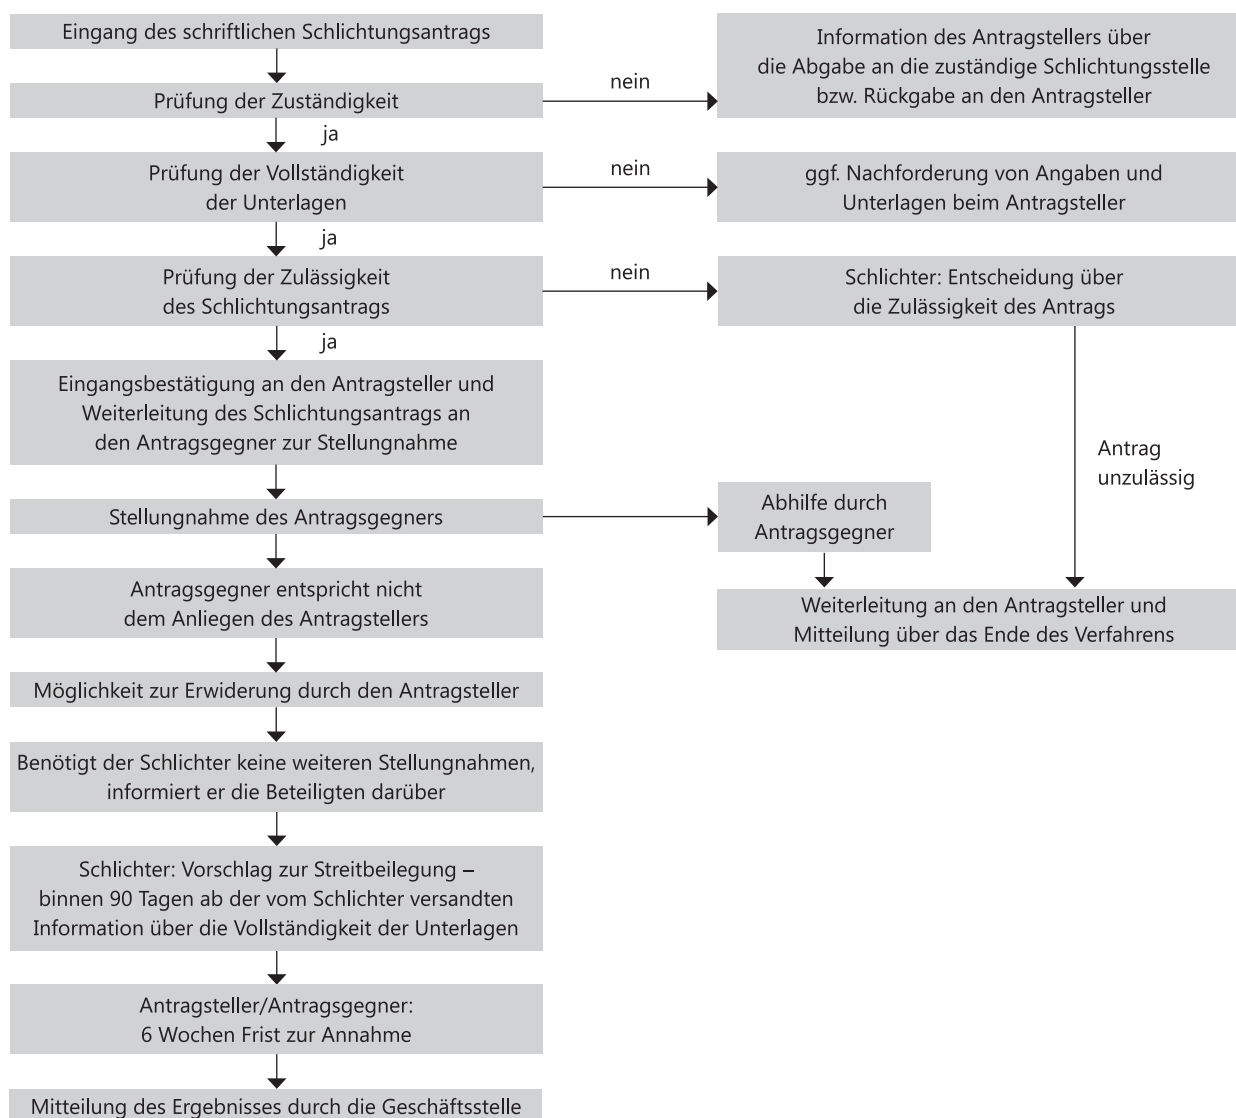 Eingang des schriftlichen Schlichtungsantrags
Information des Antragstellers über
die Abgabe an die zuständige Schlichtungsstelle
bzw. Rückgabe an den Antragsteller
nein
Prüfung der Zuständigkeit
ja
Prüfung der Vollständigkeit
der Unterlagen
nein
ggf. Nachforderung von Angaben und
Unterlagen beim Antragsteller
ja
Prüfung der Zulässigkeit
des Schlichtungsantrags
nein
Schlichter: Entscheidung über
die Zulässigkeit des Antrags
ja
Eingangsbestätigung an den Antragsteller und
Weiterleitung des Schlichtungsantrags an
den Antragsgegner zur Stellungnahme
Antrag
unzulässig
Stellungnahme des Antragsgegners
Abhilfe durch
Antragsgegner
Antragsgegner entspricht nicht
dem Anliegen des Antragstellers
Weiterleitung an den Antragsteller und
Mitteilung über das Ende des Verfahrens
Möglichkeit zur Erwiderung durch den Antragsteller
Benötigt der Schlichter keine weiteren Stellungnahmen,
informiert er die Beteiligten darüber
Schlichter: Vorschlag zur Streitbeilegung –
binnen 90 Tagen ab der vom Schlichter versandten
Information über die Vollständigkeit der Unterlagen
Antragsteller/Antragsgegner:
6 Wochen Frist zur Annahme
Mitteilung des Ergebnisses durch die Geschäftsstelle